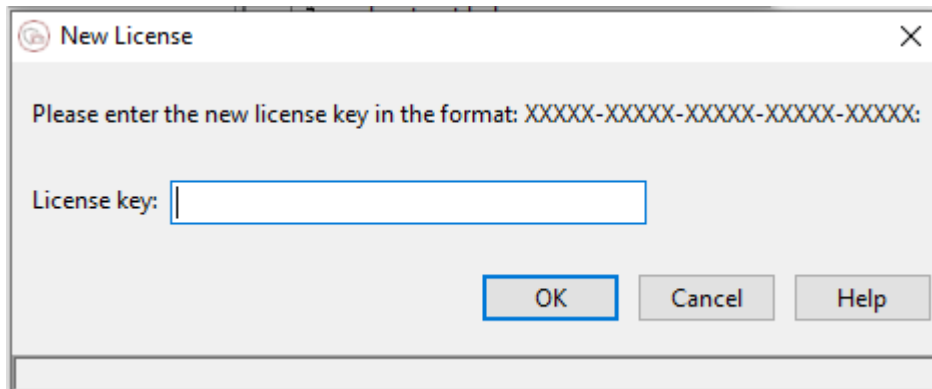 New License
Please enter the new license key in the format: XXXXX-XXXXX-XXXXX-XXXXX-XXXXX:
License key:
OK Cancel Help